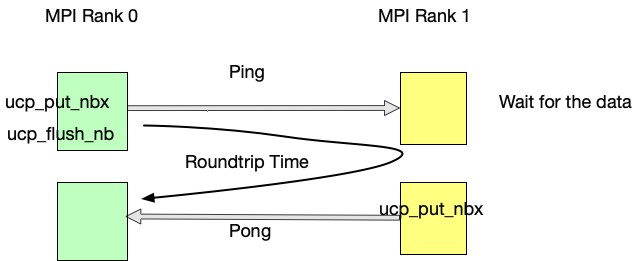 MPI Rank 0
MPI Rank 1
Ping
ucp_put_nbx
Wait for the data
ucp_flush_nb
Roundtrip Time
ucp_put_nbx
Pong